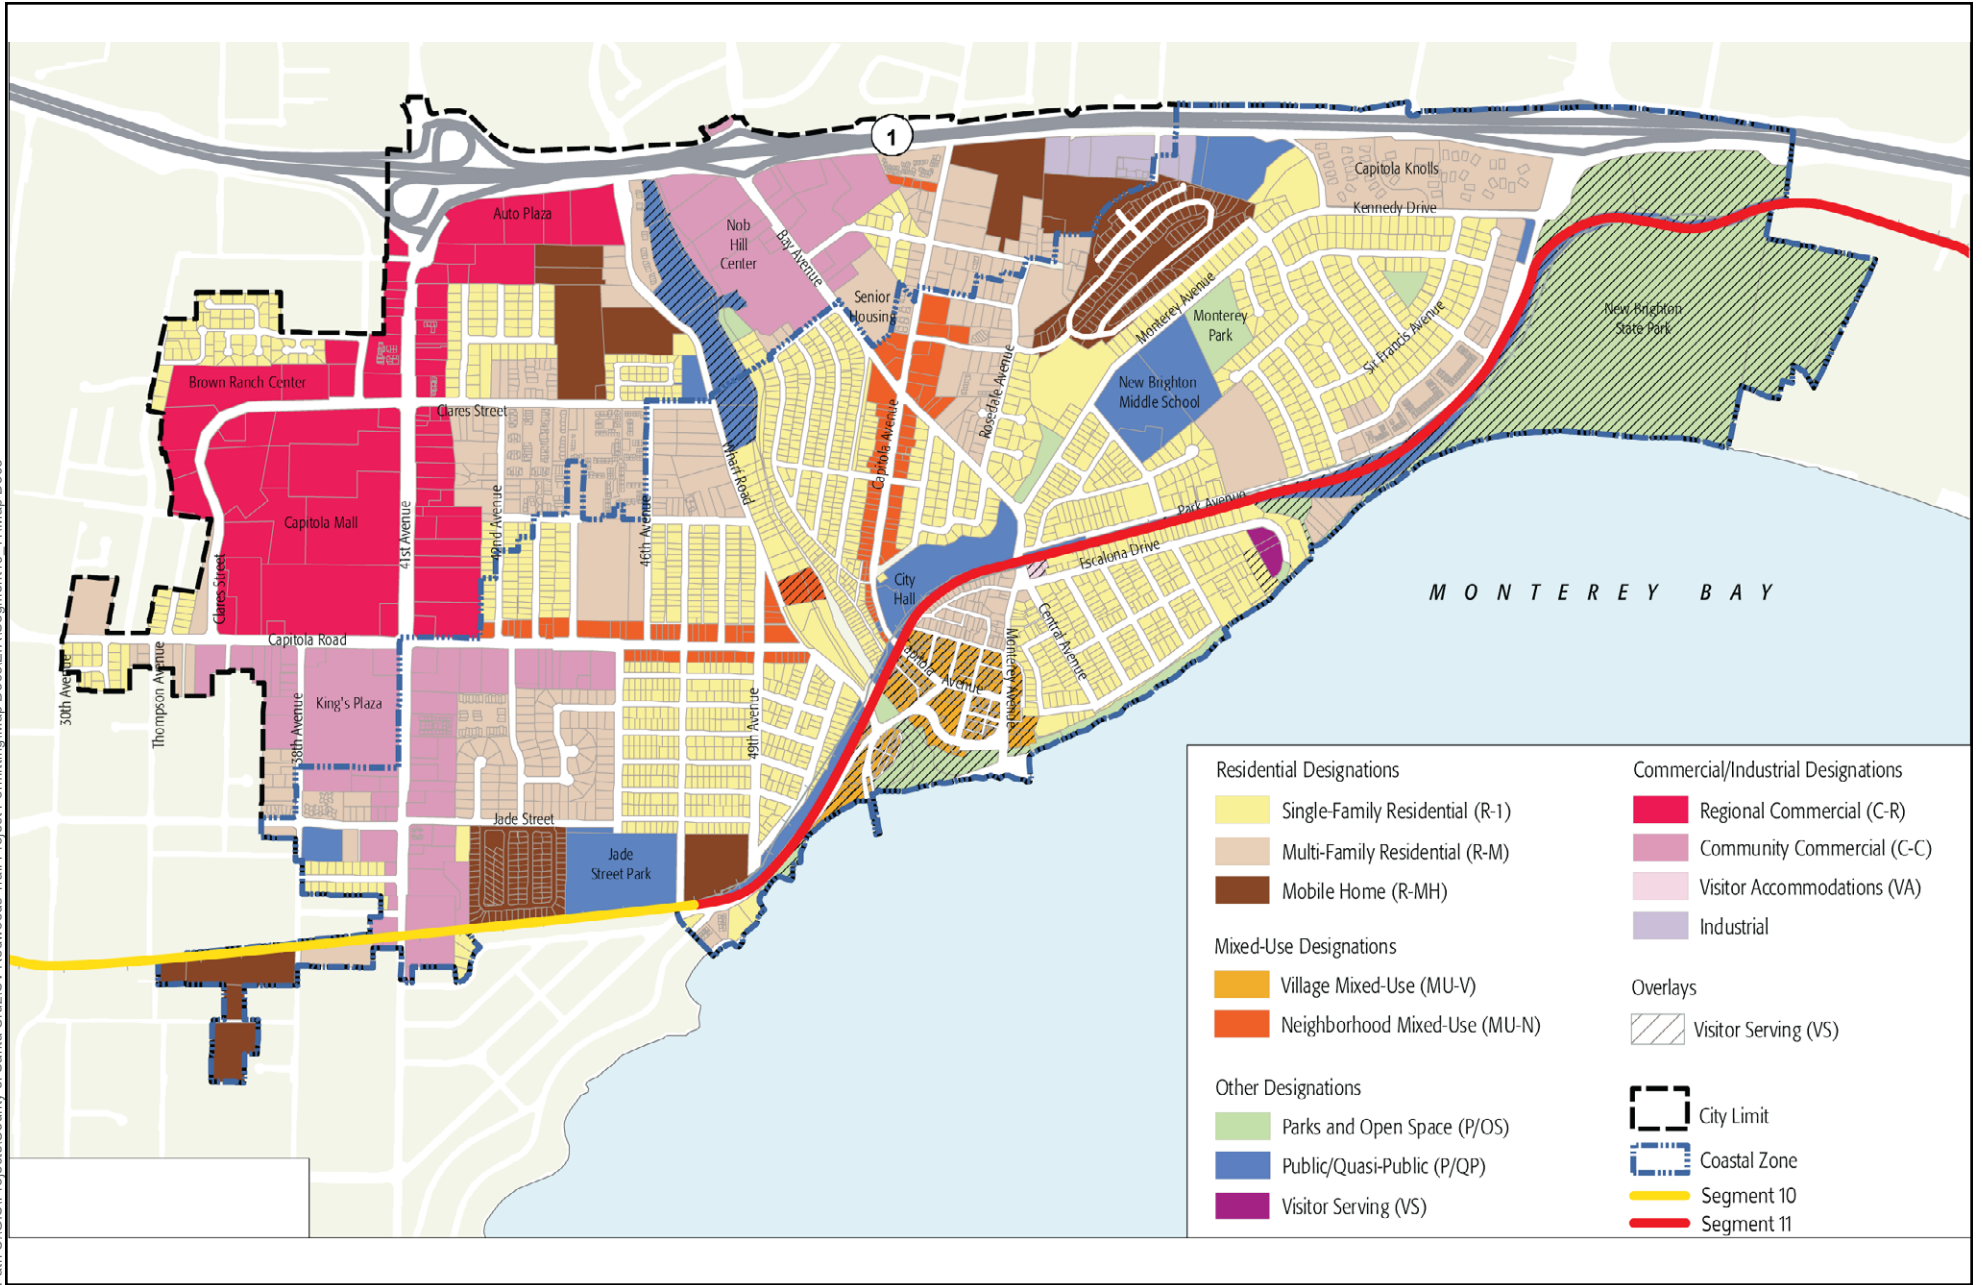 1
Auto Plaza
Capitola Knolls
Kennedy Drive
Nob
Hill
Center
Bay Avenue
Senior
Housing
Monterey Avenue
Monterey
Park
New Brighton
State Park
Sir Francis Avenue
Brown Ranch Center
Clares Street
New Brighton
Middle School
Rosedale Avenue
Capitola Avenue
Wharf Road
Capitola Mall
41st Avenue
42nd Avenue
46th Avenue
Park Avenue
Escalona Drive
Clares Street
City
Hall
MONTEREY BAY
Capitola Road
Central Avenue
Monterey Avenue
Capitola Avenue
30th Avenue
Thompson Avenue
38th Avenue
King's Plaza
49th Avenue
Jade Street
Jade
Street Park
Residential Designations
Single-Family Residential (R-1)
Multi-Family Residential (R-M)
Mobile Home (R-MH)
Mixed-Use Designations
Village Mixed-Use (MU-V)
Neighborhood Mixed-Use (MU-N)
Other Designations
Parks and Open Space (P/OS)
Public/Quasi-Public (P/QP)
Visitor Serving (VS)
Commercial/Industrial Designations
Regional Commercial (C-R)
Community Commercial (C-C)
Visitor Accommodations (VA)
Industrial
Overlays
Visitor Serving (VS)
City Limit
Coastal Zone
Segment 10
Segment 11